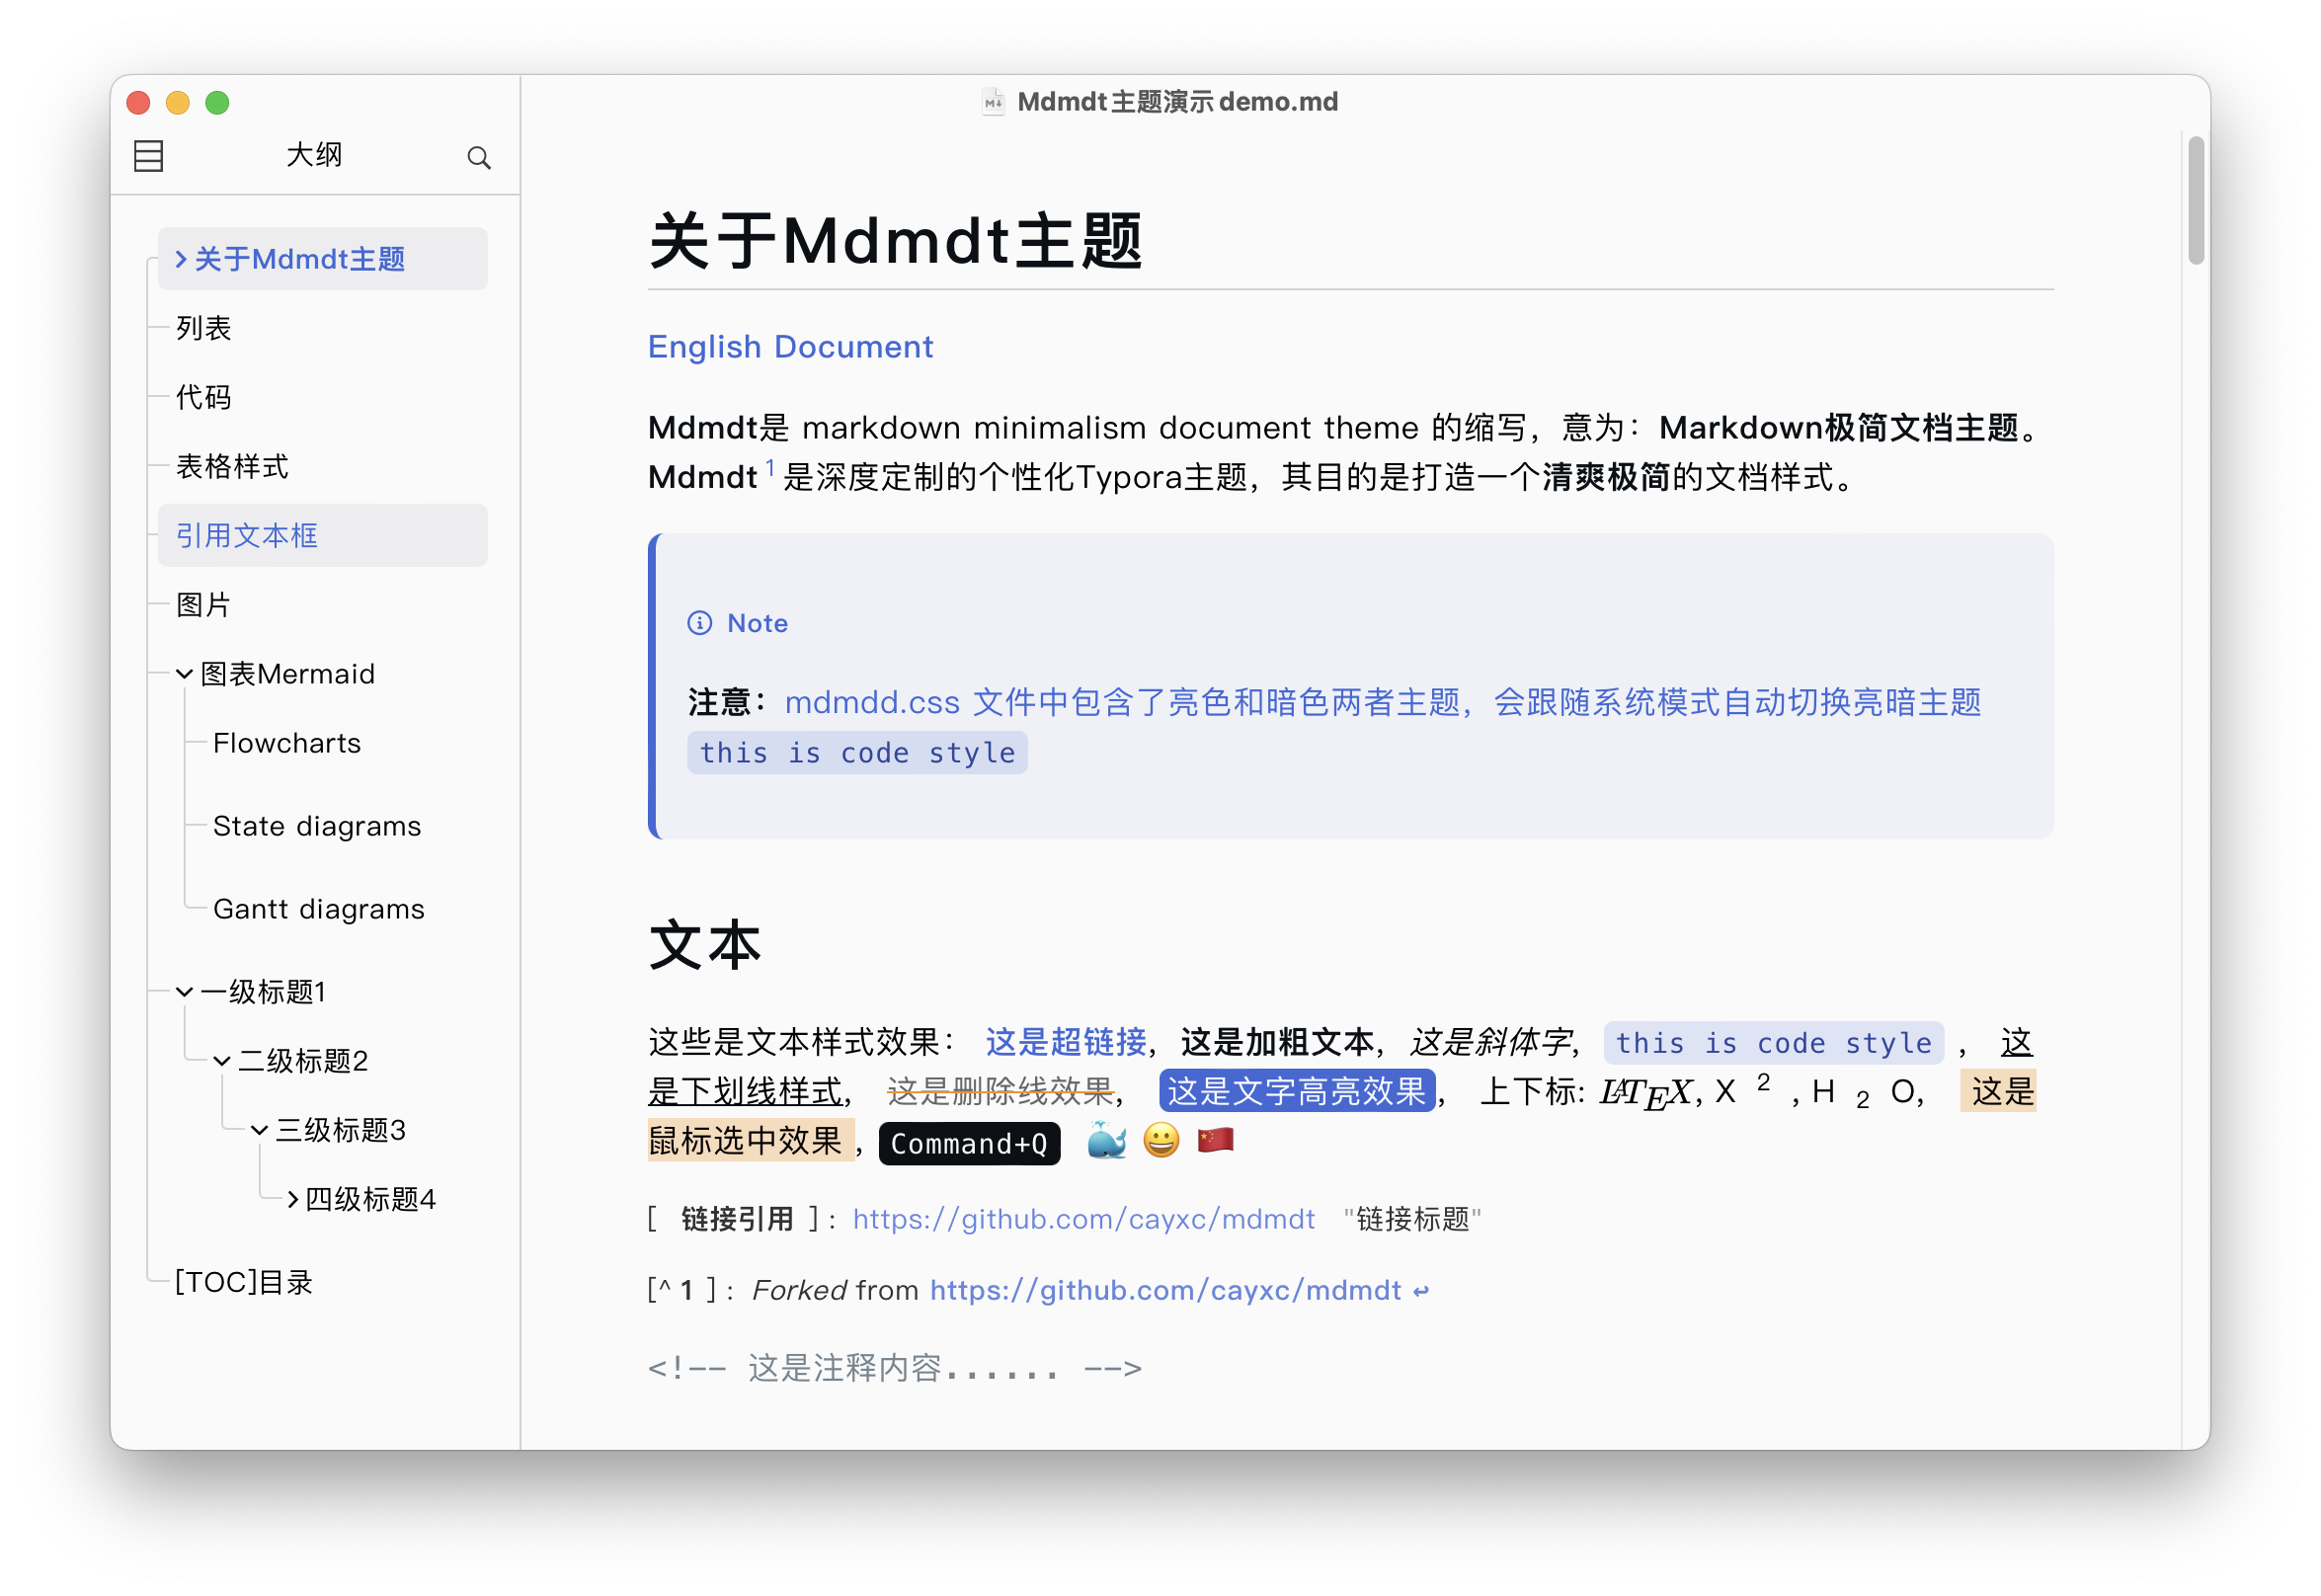 Mdmdt主题演示demo.md
大纲
关于Mdmdt主题
列表
代码
表格样式
引用文本框
图片
图表Mermaid
Flowcharts
State diagrams
Gantt diagrams
一级标题1
二级标题2
三级标题3
四级标题4
[TOC]目录
关于Mdmdt主题
English Document
Mdmdt是 markdown minimalism document theme 的缩写，意为：Markdown极简文档主题。
Mdmdt 1 是深度定制的个性化Typora主题，其目的是打造一个清爽极简的文档样式。
Note
注意：mdmdd.css 文件中包含了亮色和暗色两者主题，会跟随系统模式自动切换亮暗主题
this is code style
文本
这些是文本样式效果： 这是超链接，这是加粗文本，这是斜体字，this is code style ， 这
是下划线样式， 这是删除线效果， 这是文字高亮效果， 上下标: LATEX, X 2 , H 2 O， 这是
鼠标选中效果 ，Command+Q 🐳 😀 🇨🇳
[ 链接引用 ]: https://github.com/cayxc/mdmdt "链接标题"
[^ 1 ]: Forked from https://github.com/cayxc/mdmdt ↩
<!-- 这是注释内容...... -->